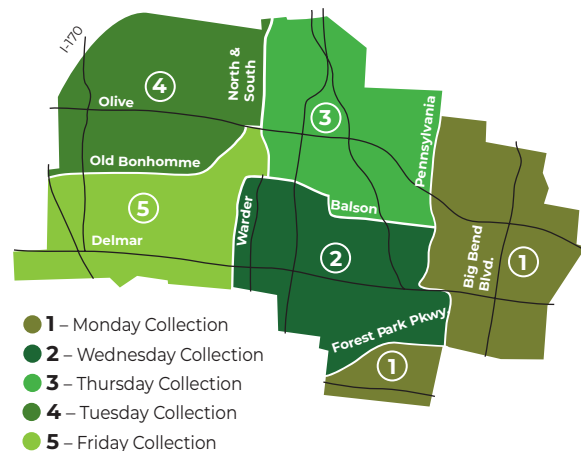 I-170
North &
South
4
Olive
3
Pennsylvania
Old Bonhomme
5
Warder
Balson
Delmar
2
Big Bend
Blvd.
1
Forest Park Pkwy
1
1 – Monday Collection
2 – Wednesday Collection
3 – Thursday Collection
4 – Tuesday Collection
5 – Friday Collection